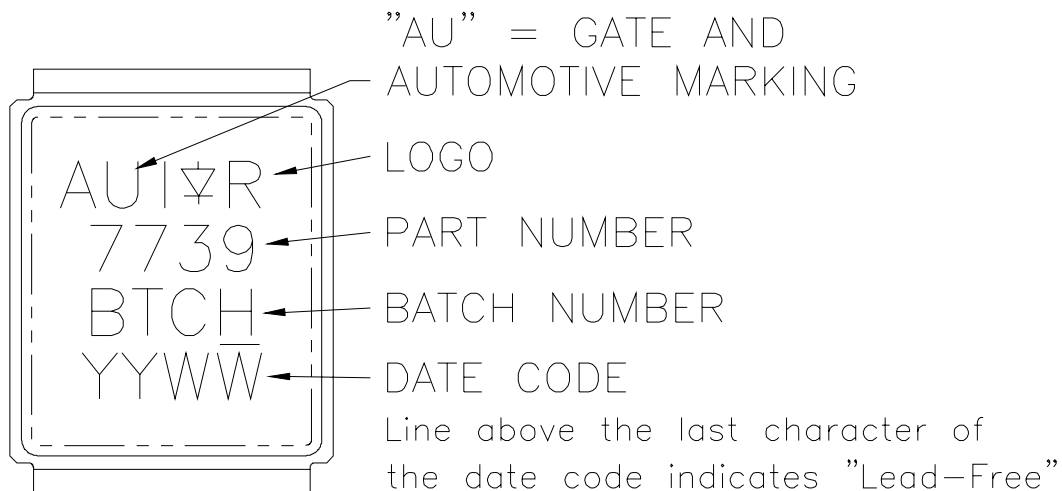 "AU" = GATE AND
AUTOMOTIVE MARKING
AUI R
LOGO
7739
PART NUMBER
BTCH
BATCH NUMBER
YYWW
DATE CODE
Line above the last character of
the date code indicates "Lead-Free"